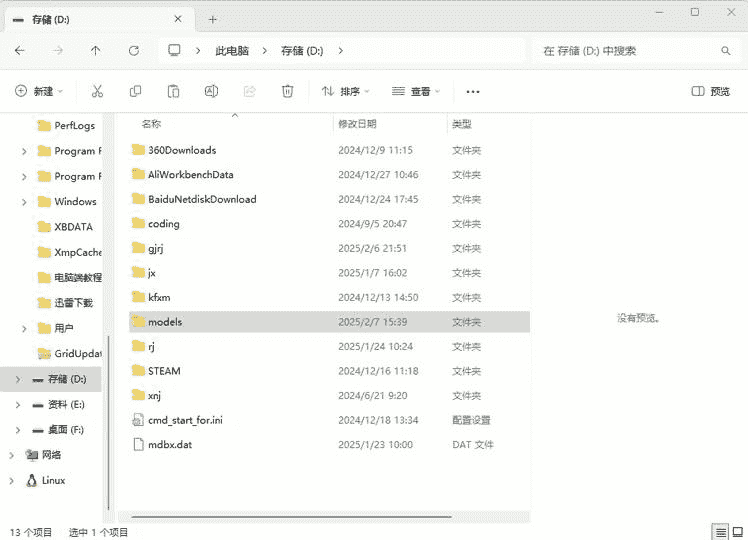 存储 (D:)
此电脑 存储 (D:) 在 存储 (D:) 中搜索
新建 排序 查看 预览
PerfLogs
Program F
Program F
Windows
XBDATA
XmpCache
电脑端教程
迅雷下载
用户
GridUpdat
存储 (D:)
资料 (E:)
桌面 (F:)
网络
Linux
名称 修改日期 类型
360Downloads 2024/12/9 11:15 文件夹
AliWorkbenchData 2024/12/27 10:46 文件夹
BaiduNetdiskDownload 2024/12/24 17:45 文件夹
coding 2024/9/5 20:47 文件夹
gjrj 2025/2/6 21:51 文件夹
jx 2025/1/7 16:02 文件夹
kfxm 2024/12/13 14:50 文件夹
models 2025/2/7 15:39 文件夹
rj 2025/1/24 10:24 文件夹
STEAM 2024/12/16 11:18 文件夹
xnj 2024/6/21 9:20 文件夹
cmd_start_for.ini 2024/12/18 13:34 配置设置
mdbx.dat 2025/1/23 10:00 DAT 文件
没有预览。
13 个项目 选中 1 个项目